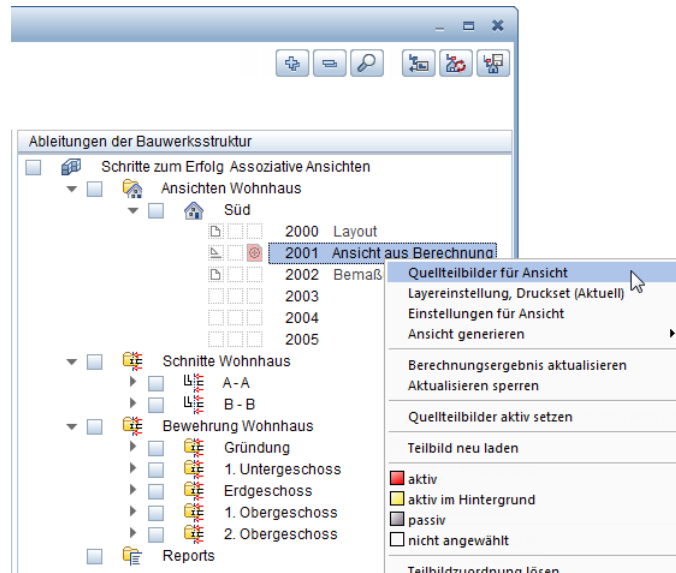 Ableitungen der Bauwerksstruktur
Schritte zum Erfolg Assoziative Ansichten
Ansichten Wohnhaus
Süd
2000 Layout
2001 Ansicht aus Berechnung
2002 Bemaß
2003
2004
2005
Schnitte Wohnhaus
A - A
B - B
Bewehrung Wohnhaus
Gründung
1. Untergeschoss
Erdgeschoss
1. Obergeschoss
2. Obergeschoss
Reports
Quellteilbilder für Ansicht
Layereinstellung, Druckset (Aktuell)
Einstellungen für Ansicht
Ansicht generieren
Berechnungsergebnis aktualisieren
Aktualisieren sperren
Quellteilbilder aktiv setzen
Teilbild neu laden
aktiv
aktiv im Hintergrund
passiv
nicht angewählt
Teilbildzuordnung lösen